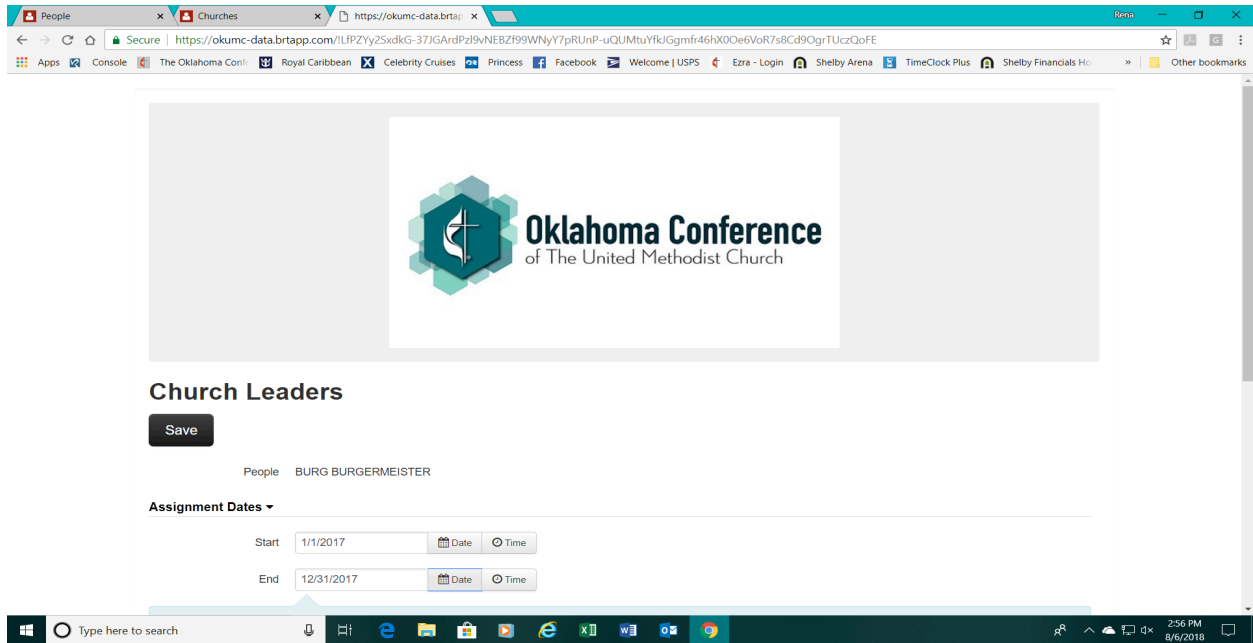 People
Churches
https://okumc-data.brtap
Rena
Secure | https://okumc-data.brtapp.com/
Apps Console The Oklahoma Conf Royal Caribbean Celebrity Cruises Princess Facebook Welcome | USPS Ezra - Login Shelby Arena TimeClock Plus Shelby Financials Ho » Other bookmarks
Oklahoma Conference
of The United Methodist Church
Church Leaders
Save
People BURG BURGERMEISTER
Assignment Dates
Start 1/1/2017 Date Time
End 12/31/2017 Date Time
Type here to search
2:56 PM
8/6/2018